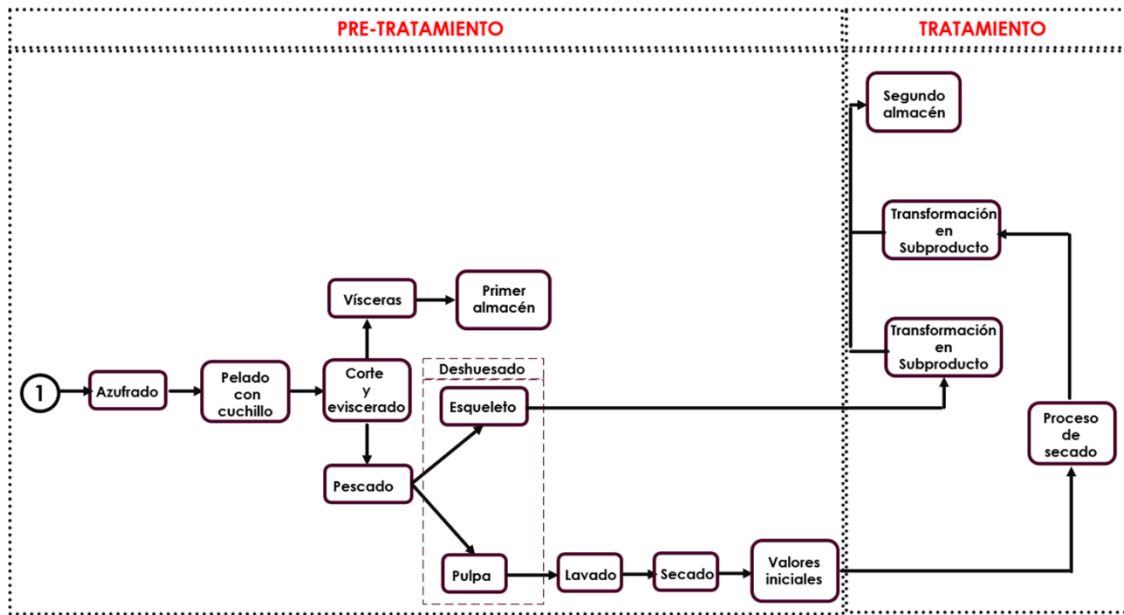 PRE-TRATAMIENTO
TRATAMIENTO
Segundo
almacén
Transformación
en
Subproducto
Vísceras
Primer
almacén
Transformación
en
Subproducto
1
Azufrado
Pelado
con
cuchillo
Corte
y
eviscerado
Deshuesado
Esqueleto
Proceso
de
secado
Pescado
Pulpa
Lavado
Secado
Valores
iniciales